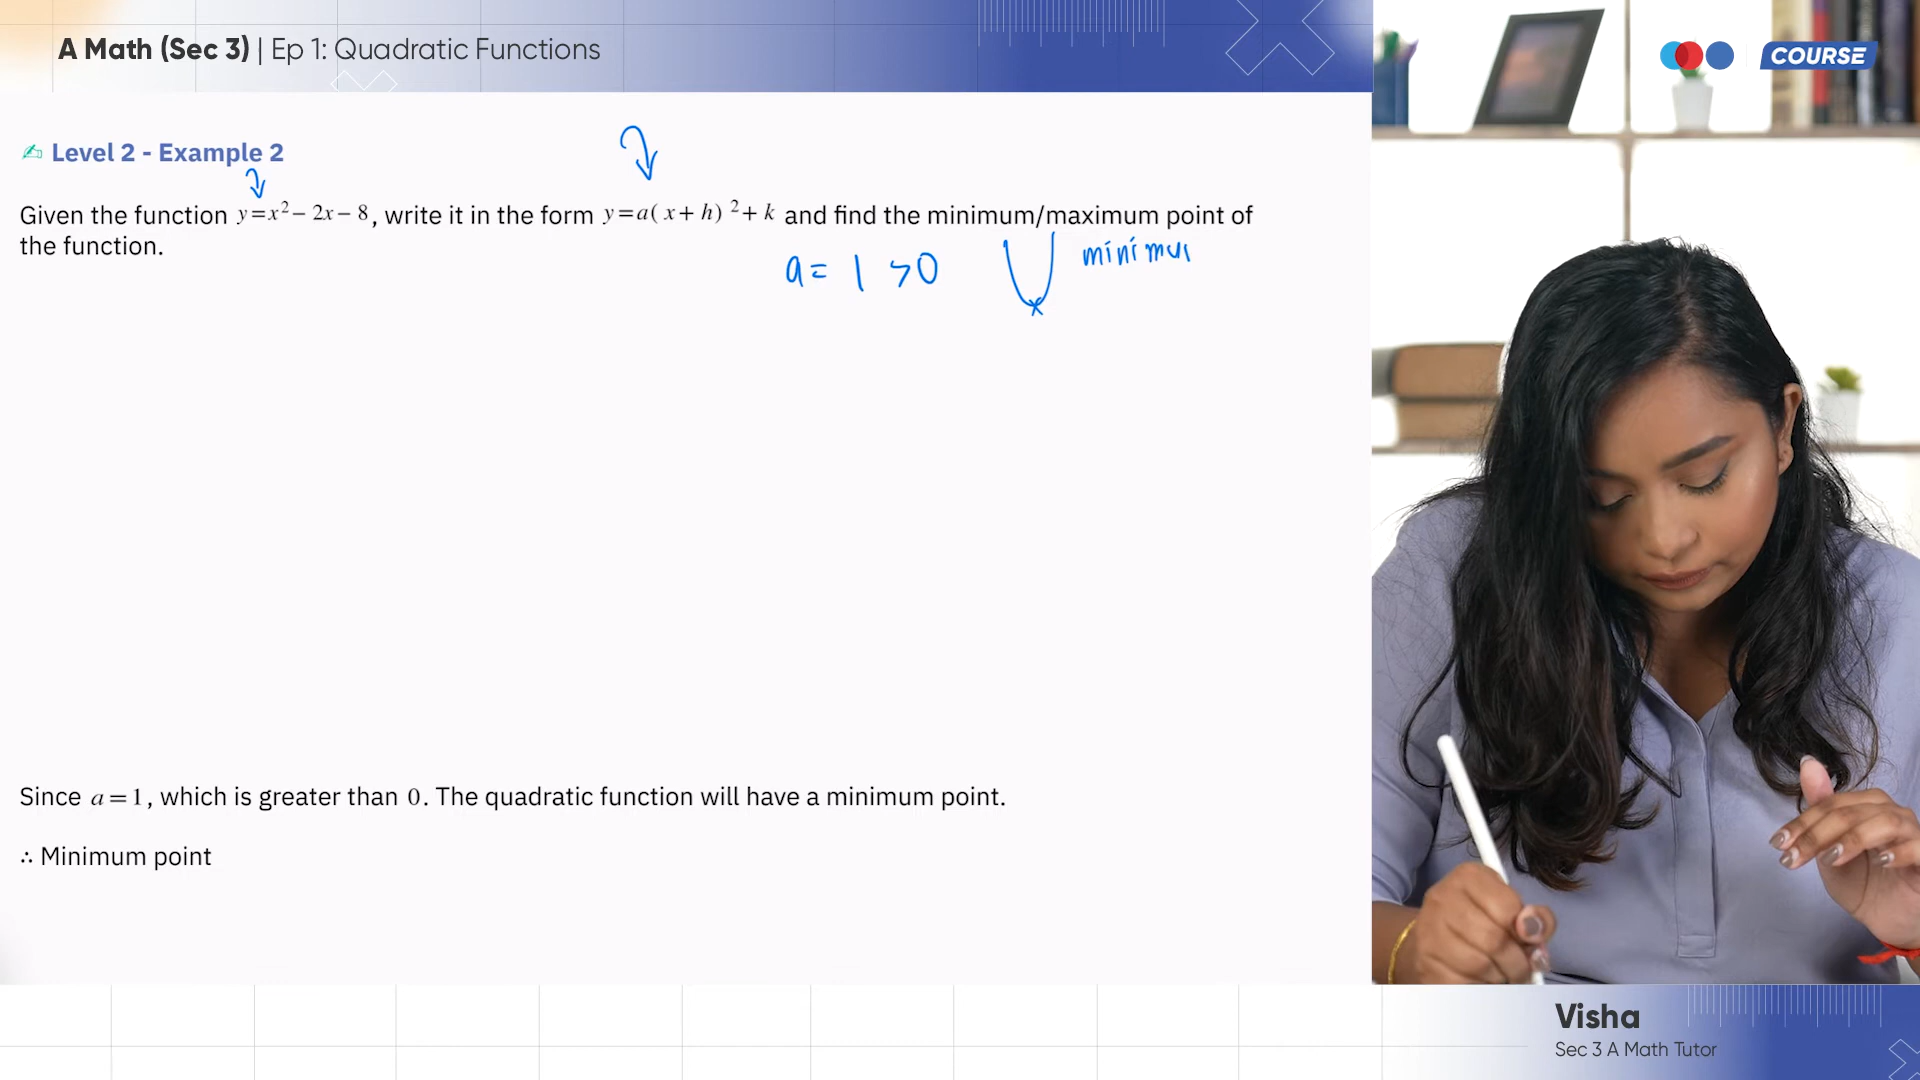 A Math (Sec 3) | Ep 1: Quadratic Functions
COURSE
Level 2 - Example 2
Given the function y=x²− 2x− 8, write it in the form y=a(x+ h)²+ k and find the minimum/maximum point of
the function.
a= 1 >0 minimu
Since a=1, which is greater than 0. The quadratic function will have a minimum point.
∴ Minimum point
Visha
Sec 3 A Math Tutor